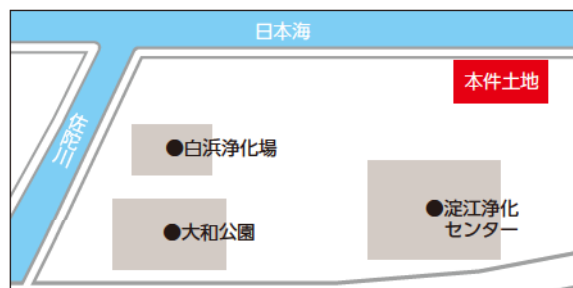 日本海
本件土地
佐陀川
●白浜浄化場
●淀江浄化
センター
●大和公園